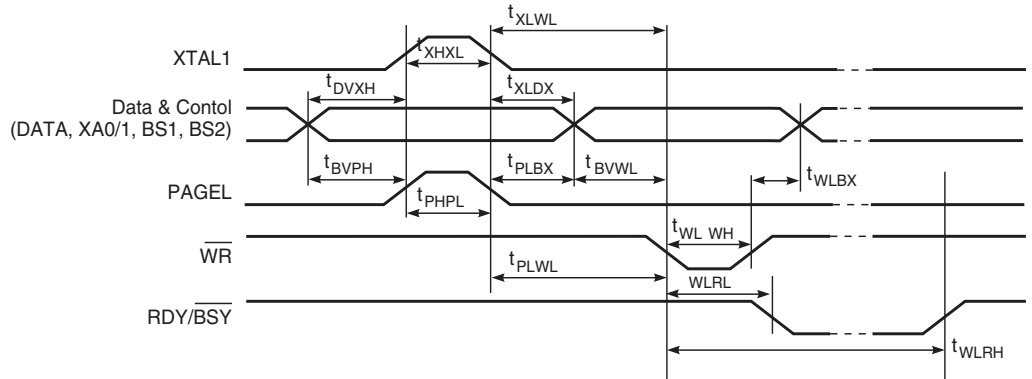 tXLWL
XTAL1
tXHXL
tDVXH
tXLDX
Data & Contol
(DATA, XA0/1, BS1, BS2)
tBVPH
tPLBX
tBVWL
tWLBX
PAGEL
tPHPL
tWL WH
WR
tPLWL
WLRL
RDY/BSY
tWLRH